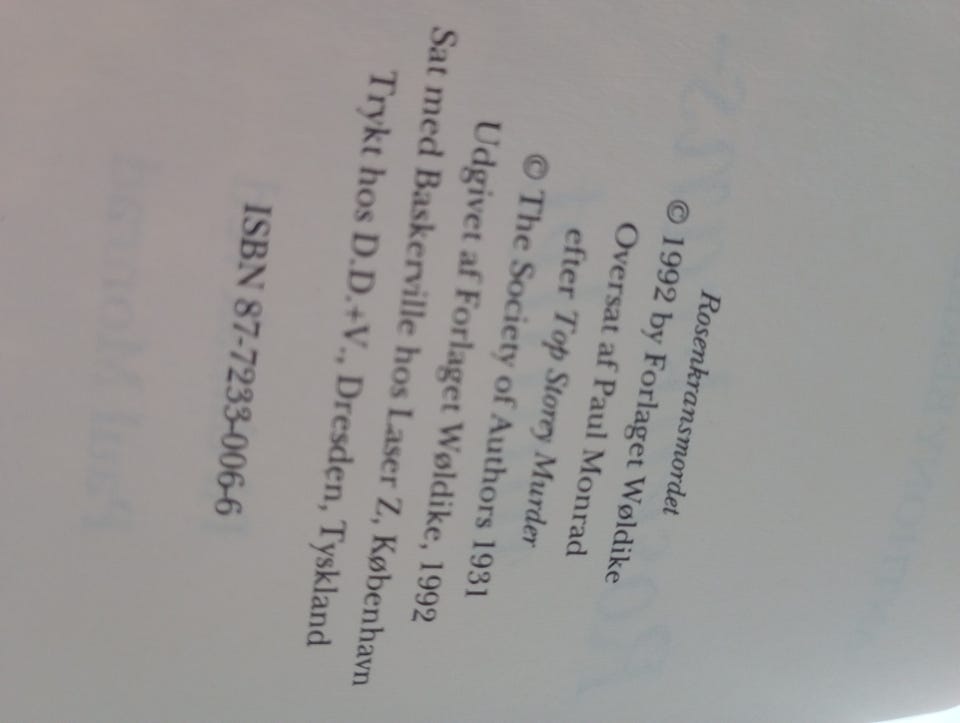 Rosenkransmordet
© 1992 by Forlaget Wøldike
Oversat af Paul Monrad
efter Top Storey Murder
© The Society of Authors 1931
Udgivet af Forlaget Wøldike, 1992
Sat med Baskerville hos Laser Z, København
Trykt hos D.D.+V., Dresden, Tyskland
ISBN 87-7233-006-6